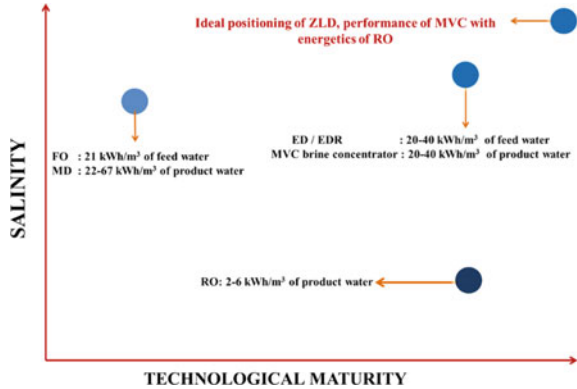 Ideal positioning of ZLD, performance of MVC with
energetics of RO
FO : 21 kWh/m³ of feed water
MD : 22-67 kWh/m³ of product water
ED / EDR : 20-40 kWh/m³ of feed water
MVC brine concentrator : 20-40 kWh/m³ of product water
RO: 2-6 kWh/m³ of product water
SALINITY
TECHNOLOGICAL MATURITY